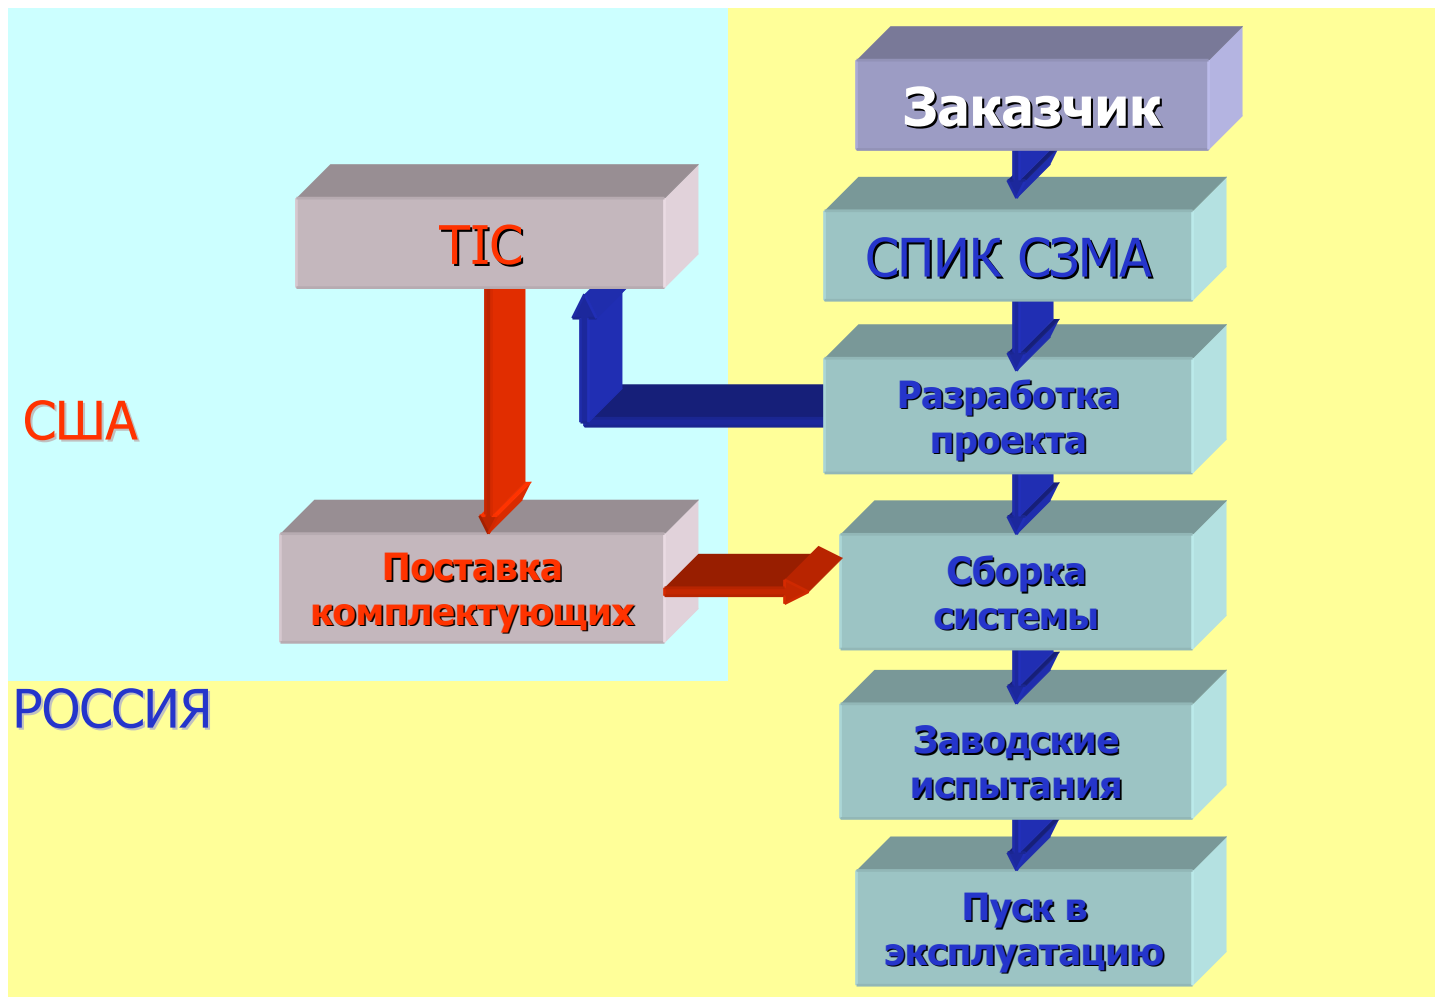 Заказчик
TIC
СПИК СЗМА
США
Разработка
проекта
Поставка
комплектующих
Сборка
системы
РОССИЯ
Заводские
испытания
Пуск в
эксплуатацию